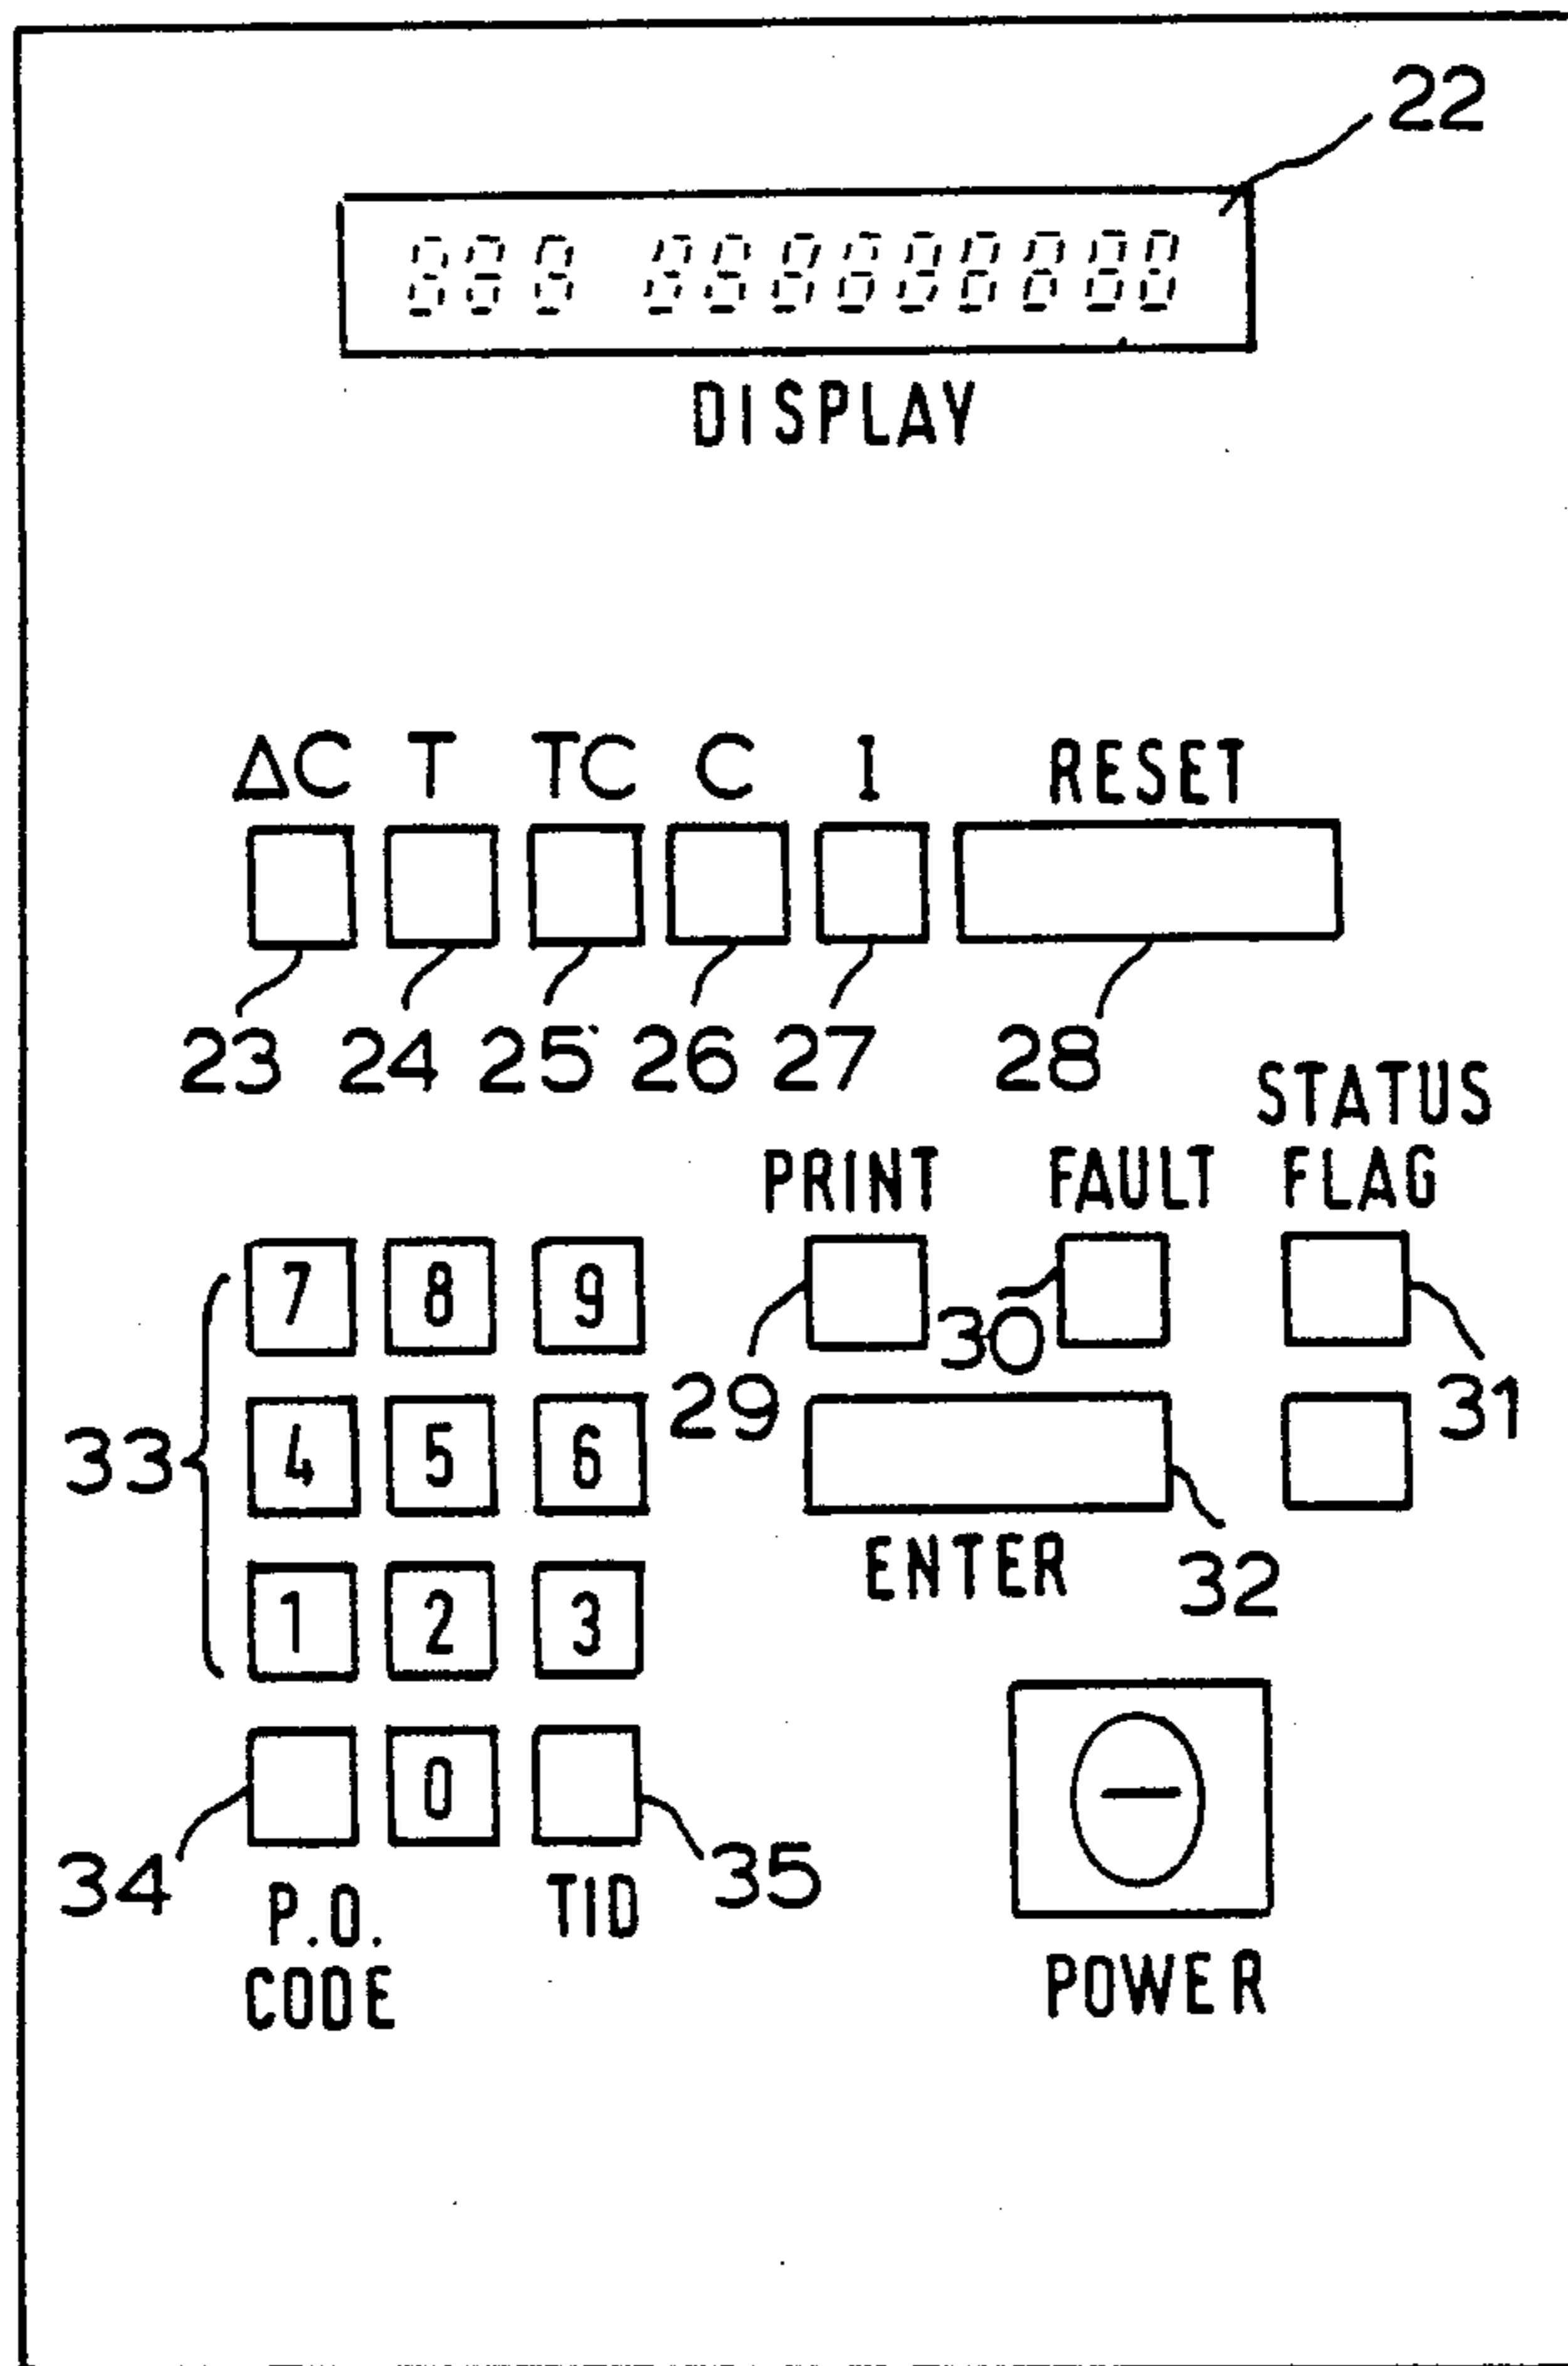 22
DISPLAY
ΔC T TC C I RESET
23 24 25 26 27 28
STATUS
PRINT FAULT FLAG
7 8 9
30
29 31
33 4 5 6
ENTER 32
1 2 3
0
34 35
P.O. TID
CODE
POWER